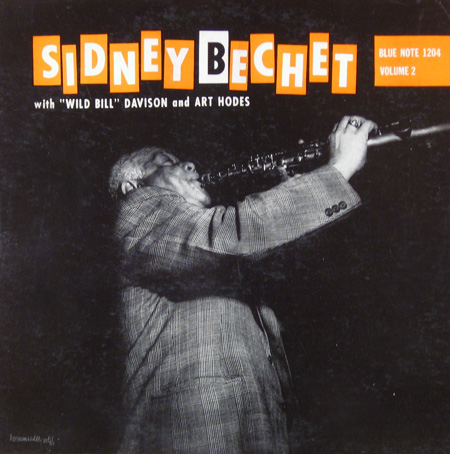 SIDNEY BECHET
BLUE NOTE 1204
VOLUME 2
with "WILD BILL" DAVISON and ART HODES